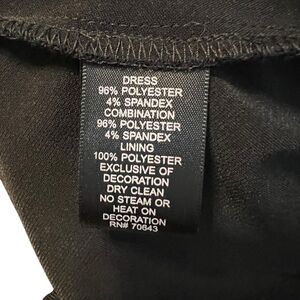 DRESS
96% POLYESTER
4% SPANDEX
COMBINATION
96% POLYESTER
4% SPANDEX
LINING
100% POLYESTER
EXCLUSIVE OF
DECORATION
DRY CLEAN
NO STEAM OR
HEAT ON
DECORATION
RN# 70643